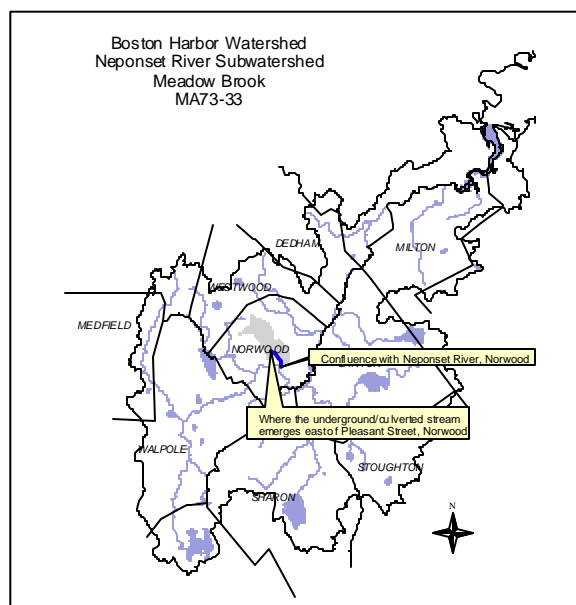 Boston Harbor Watershed
Neponset River Subwatershed
Meadow Brook
MA73-33
DEDHAM
MILTON
WESTWOOD
MEDFIELD
NORWOOD
Confluence with Neponset River, Norwood
Where the underground/culverted stream
emerges east of Pleasant Street, Norwood
WALPOLE
STOUGHTON
SHARON
N